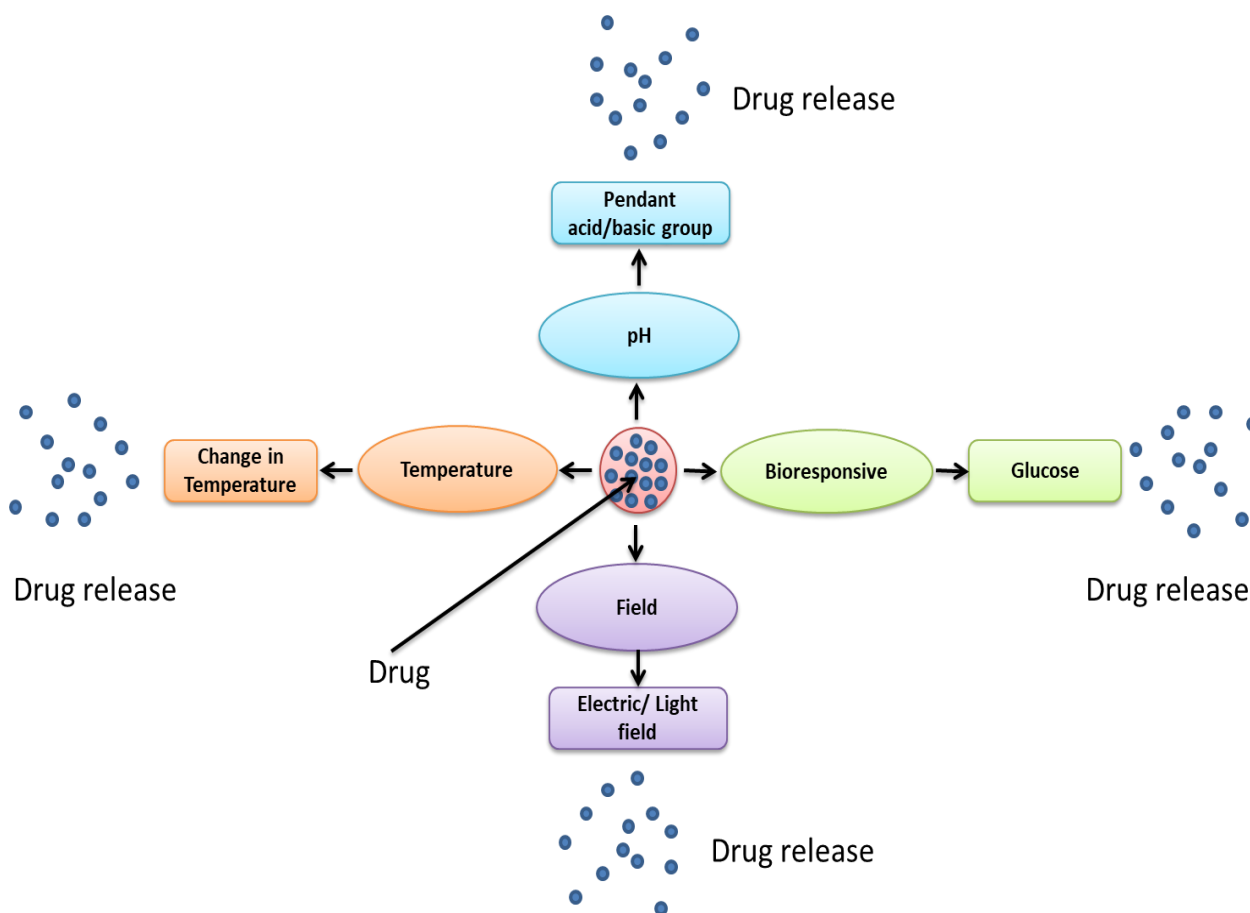 Drug release
Pendant
acid/basic group
pH
Change in
Temperature
Temperature
Bioresponsive
Glucose
Drug release
Drug release
Field
Drug
Electric/ Light
field
Drug release